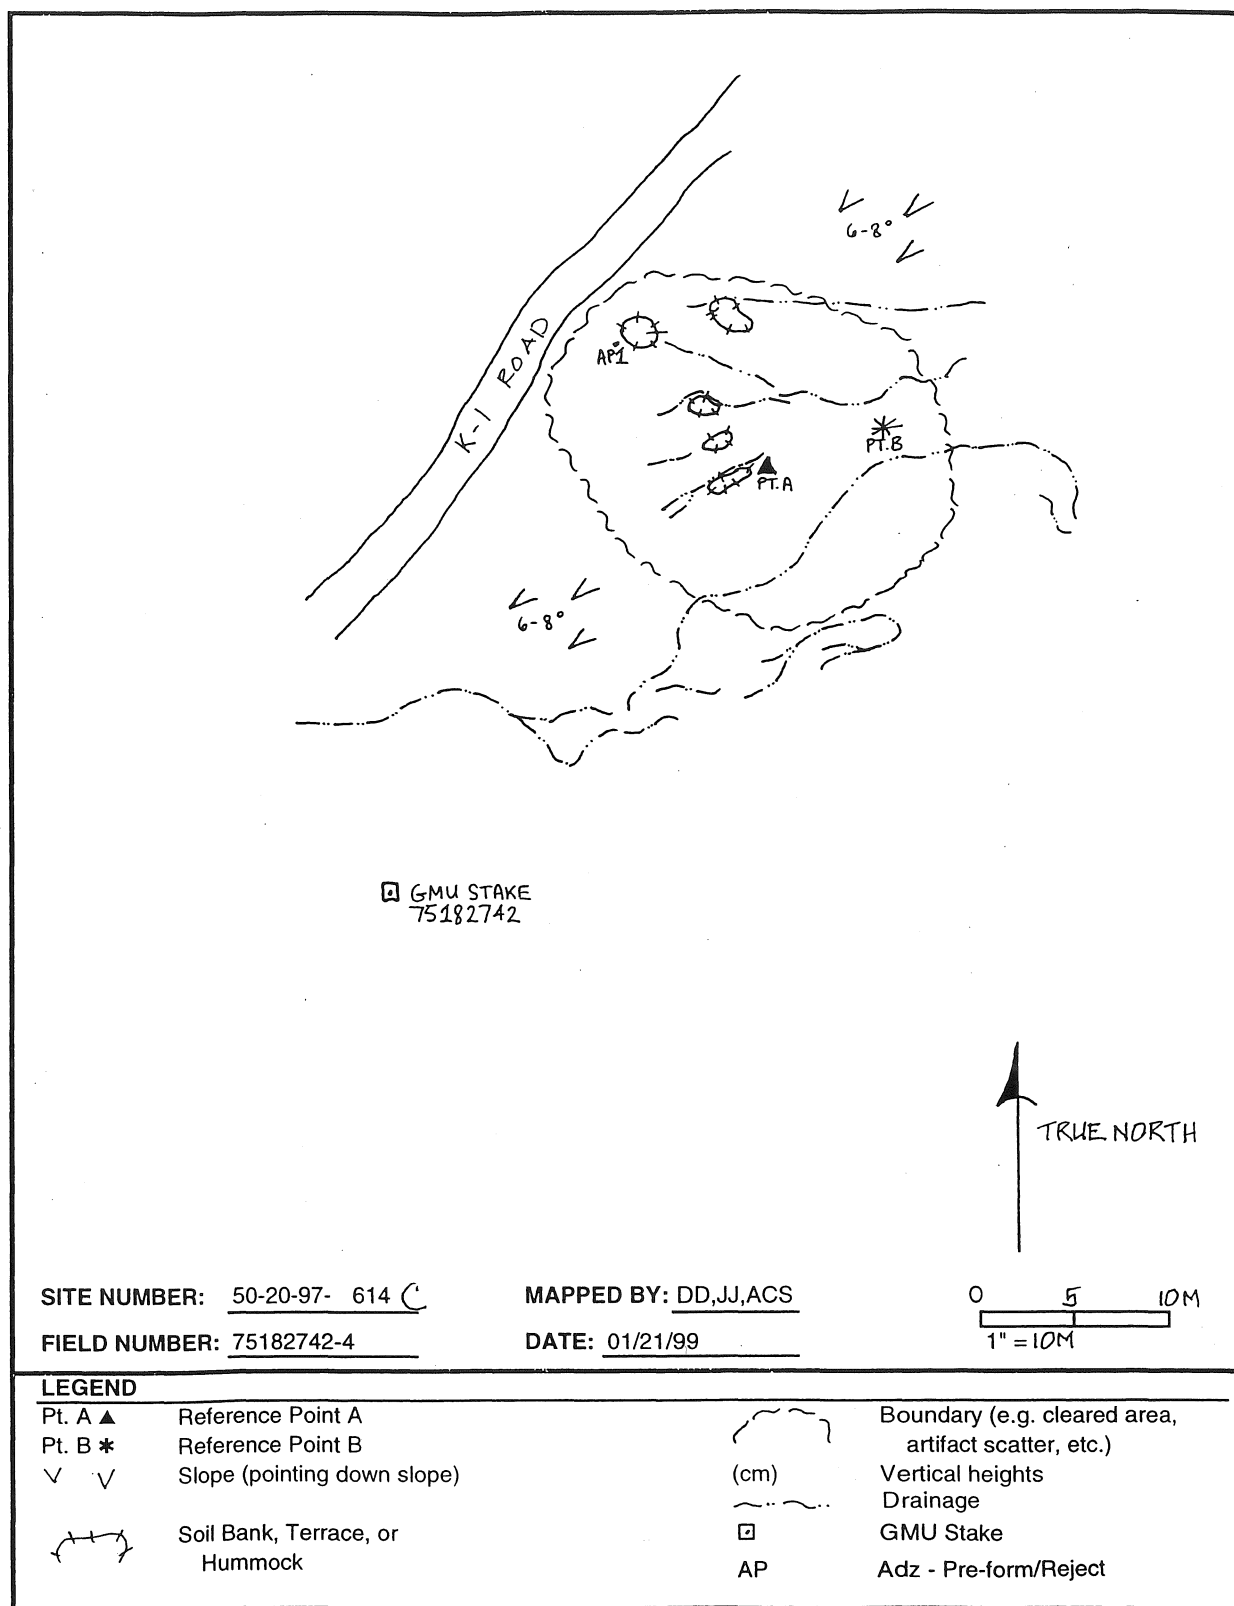 6-8°
K-1 ROAD
AP1
PT. B
PT. A
6-8°
GMU STAKE
75182742
TRUE NORTH
SITE NUMBER: 50-20-97- 614 C
MAPPED BY: DD,JJ,ACS
0 5 10M
FIELD NUMBER: 75182742-4
DATE: 01/21/99
1" = 10M
LEGEND
Pt. A ▲ Reference Point A
Pt. B ✱ Reference Point B
Slope (pointing down slope)
Soil Bank, Terrace, or
Hummock
Boundary (e.g. cleared area,
artifact scatter, etc.)
(cm) Vertical heights
Drainage
GMU Stake
AP Adz - Pre-form/Reject